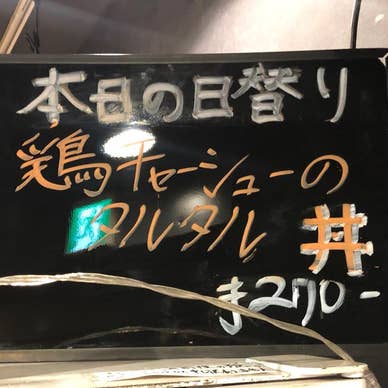 本日の日替り
鶏チャーシューの
タルタル 丼
¥270-